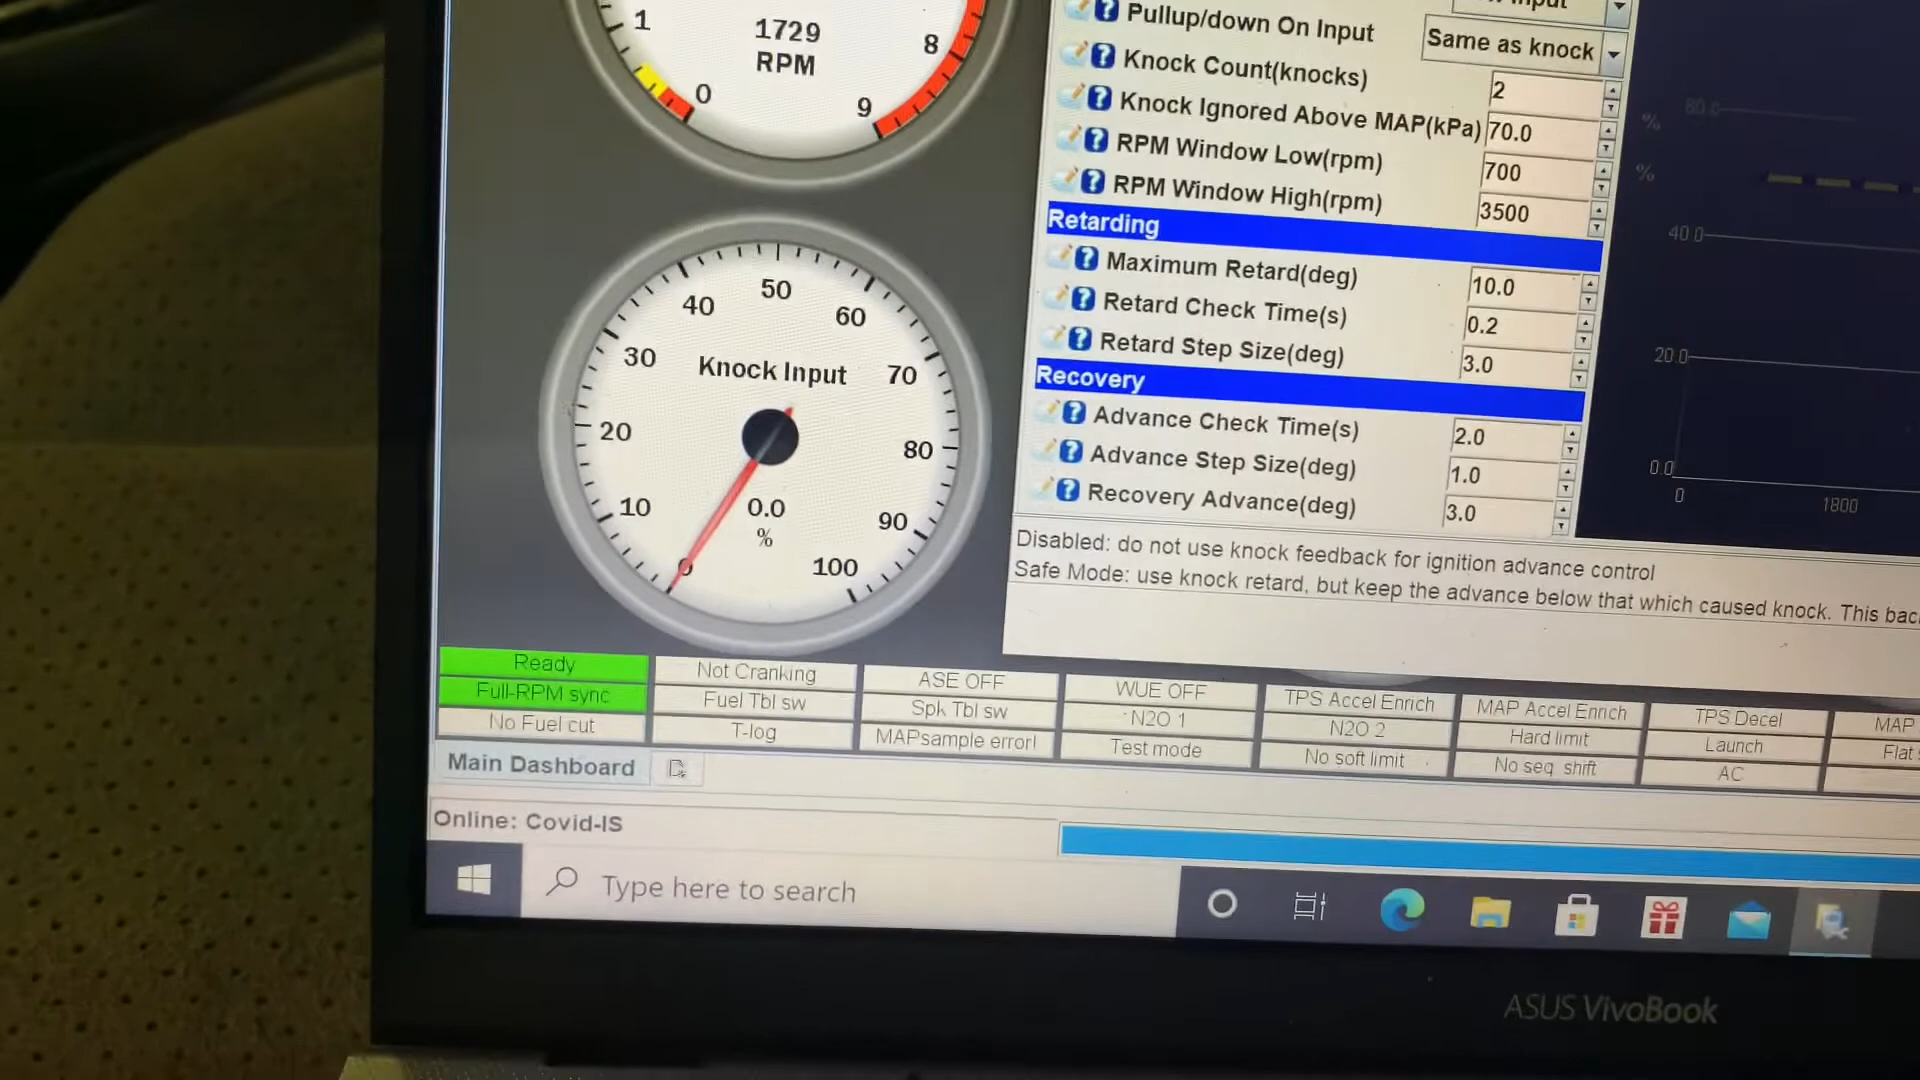 1
1729
RPM
8
0
9
Pullup/down On Input
Same as knock
Knock Count(knocks)
2
Knock Ignored Above MAP(kPa)
70.0
RPM Window Low(rpm)
700
RPM Window High(rpm)
3500
Retarding
Maximum Retard(deg)
10.0
Retard Check Time(s)
0.2
Retard Step Size(deg)
3.0
Recovery
Advance Check Time(s)
2.0
Advance Step Size(deg)
1.0
Recovery Advance(deg)
3.0
Disabled: do not use knock feedback for ignition advance control
Safe Mode: use knock retard, but keep the advance below that which caused knock. This
80.0
%
%
40.0
20.0
0.0
0
1800
50
40
60
30
70
Knock Input
20
80
10
90
0.0
%
0
100
Ready
Not Cranking
ASE OFF
WUE OFF
TPS Accel Enrich
MAP Accel Enrich
TPS Decel
MAP
Full-RPM sync
Fuel Tbl sw
Spk Tbl sw
N2O 1
N2O 2
Hard limit
Launch
Flat
No Fuel cut
T-log
MAPsample error!
Test mode
No soft limit
No seq shift
AC
Main Dashboard
Online: Covid-IS
Type here to search
ASUS VivoBook